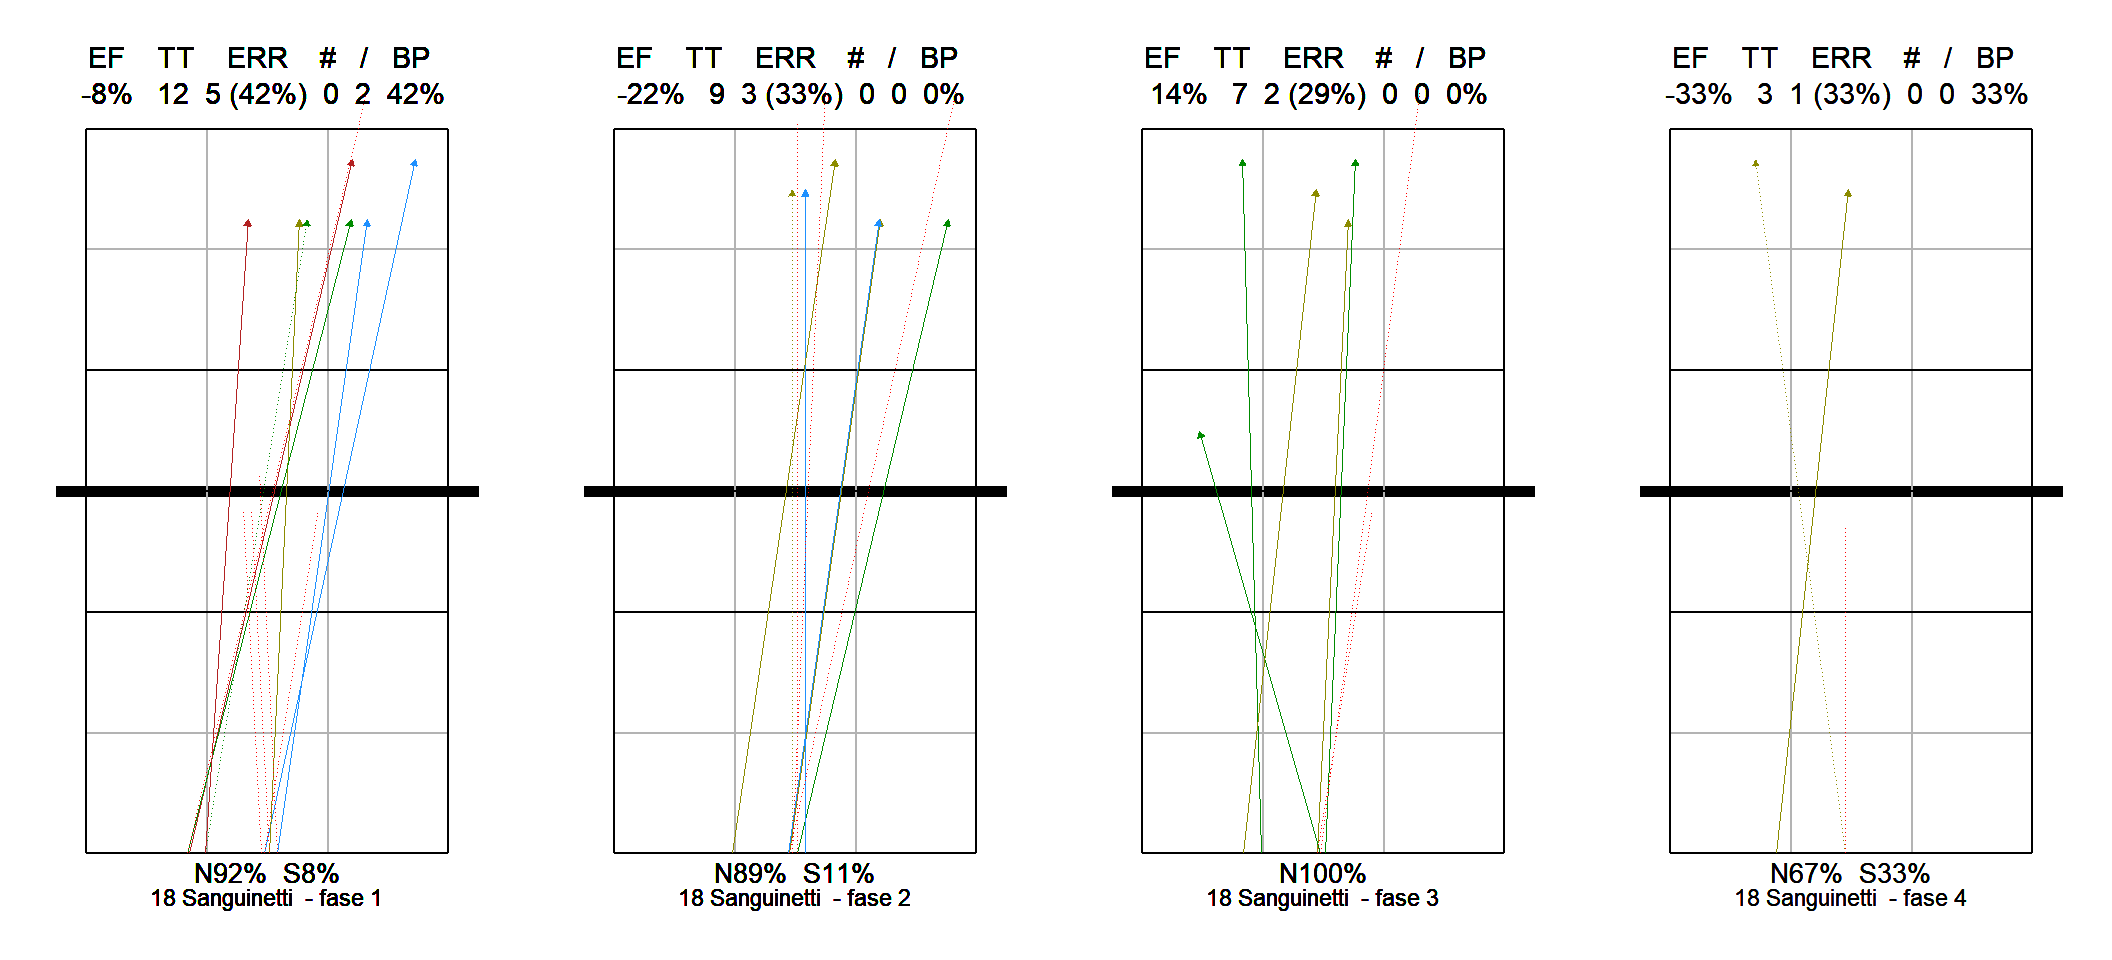 EF TT ERR # / BP
-8% 12 5 (42%) 0 2 42%
N92% S8%
18 Sanguinetti - fase 1
EF TT ERR # / BP
-22% 9 3 (33%) 0 0 0%
N89% S11%
18 Sanguinetti - fase 2
EF TT ERR # / BP
14% 7 2 (29%) 0 0 0%
N100%
18 Sanguinetti - fase 3
EF TT ERR # / BP
-33% 3 1 (33%) 0 0 33%
N67% S33%
18 Sanguinetti - fase 4